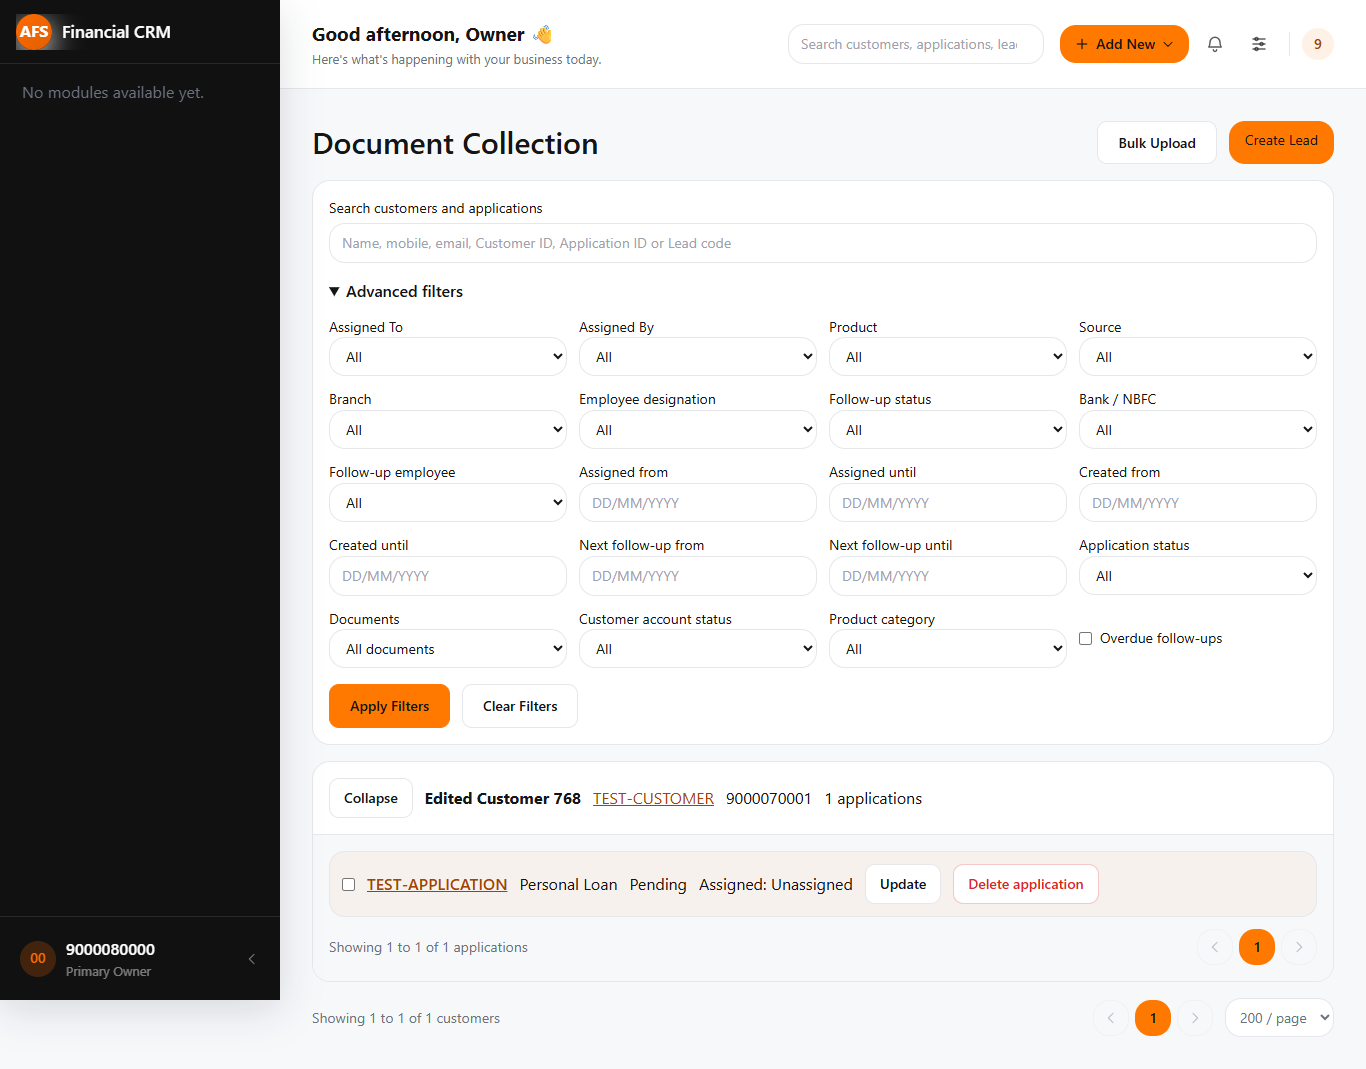 AFS Financial CRM
No modules available yet.
00
9000080000
Primary Owner
Good afternoon, Owner 👋
Here's what's happening with your business today.
Search customers, applications, lead
+ Add New
9
Document Collection
Bulk Upload
Create Lead
Search customers and applications
Name, mobile, email, Customer ID, Application ID or Lead code
▼ Advanced filters
Assigned To
All
Assigned By
All
Product
All
Source
All
Branch
All
Employee designation
All
Follow-up status
All
Bank / NBFC
All
Follow-up employee
All
Assigned from
DD/MM/YYYY
Assigned until
DD/MM/YYYY
Created from
DD/MM/YYYY
Created until
DD/MM/YYYY
Next follow-up from
DD/MM/YYYY
Next follow-up until
DD/MM/YYYY
Application status
All
Documents
All documents
Customer account status
All
Product category
All
Overdue follow-ups
Apply Filters
Clear Filters
Collapse Edited Customer 768 TEST-CUSTOMER 9000070001 1 applications
TEST-APPLICATION Personal Loan Pending Assigned: Unassigned Update Delete application
Showing 1 to 1 of 1 applications
1
Showing 1 to 1 of 1 customers
1
200 / page